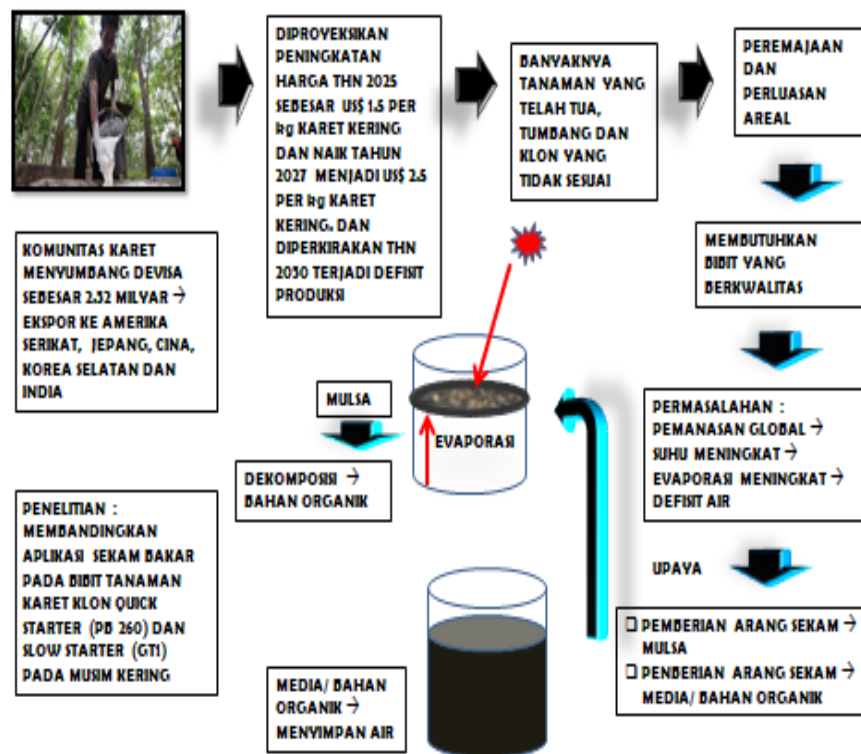 DIPROYEKSIKAN
PENINGKATAN
HARGA THN 2025
SEBESAR US$ 1.5 PER
kg KARET KERING
DAN NAIK TAHUN
2027 MENJADI US$ 2.5
PER kg KARET
KERING. DAN
DIPERKIRAKAN THN
2030 TERJADI DEFISIT
PRODUKSI
BANYAKNYA
TANAMAN YANG
TELAH TUA,
TUMBANG DAN
KLON YANG
TIDAK SESUAI
PEREMAJAAN
DAN
PERLUASAN
AREAL
MEMBUTUHKAN
BIBIT YANG
BERKWALITAS
PERMASALAHAN :
PEMANASAN GLOBAL →
SUHU MENINGKAT →
EVAPORASI MENINGKAT →
DEFISIT AIR
UPAYA
☐ PEMBERIAN ARANG SEKAM →
MULSA
☐ PENBERIAN ARANG SEKAM →
MEDIA/ BAHAN ORGANIK
KOMUNITAS KARET
MENYUMBANG DEVISA
SEBESAR 2.32 MILYAR →
EKSPOR KE AMERIKA
SERIKAT, JEPANG, CINA,
KOREA SELATAN DAN
INDIA
MULSA
EVAPORASI
DEKOMPOSISI →
BAHAN ORGANIK
PENELITIAN :
MEMBANDINGKAN
APLIKASI SEKAM BAKAR
PADA BIBIT TANAMAN
KARET KLON QUICK
STARTER (PB 260) DAN
SLOW STARTER (GT1)
PADA MUSIM KERING
MEDIA/ BAHAN
ORGANIK →
MENYIMPAN AIR